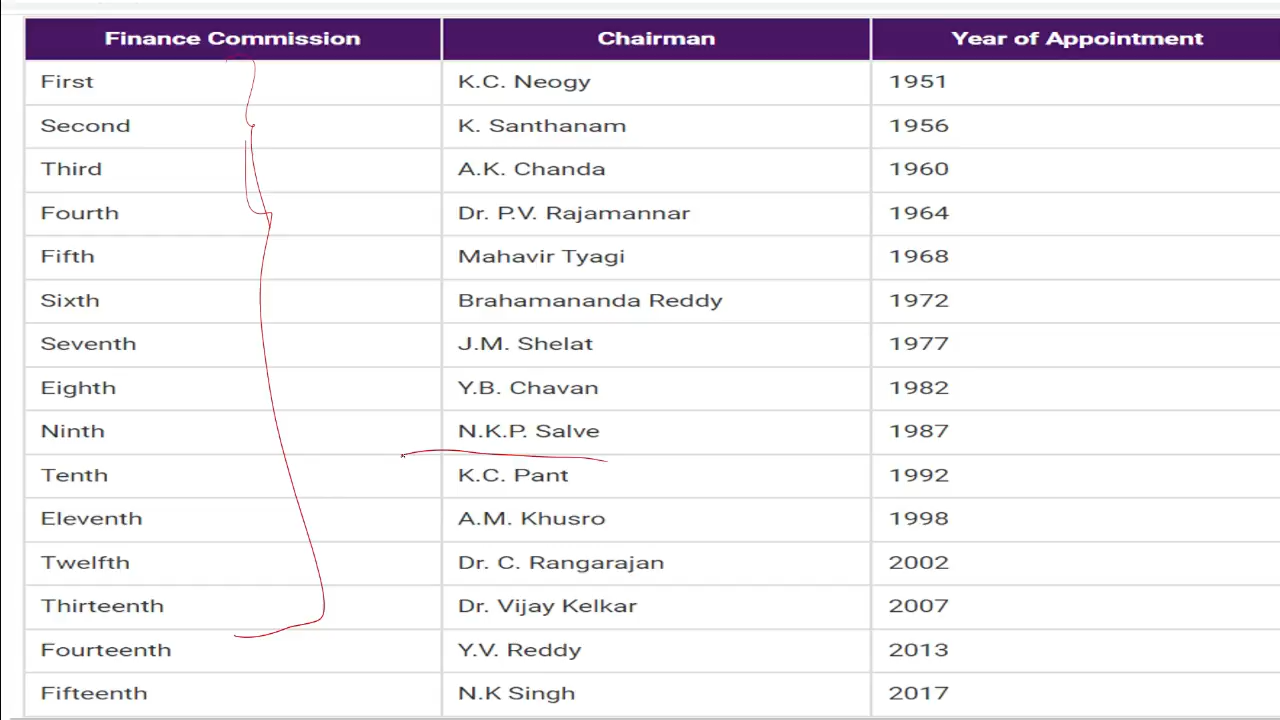 Finance Commission Chairman Year of Appointment
First K.C. Neogy 1951
Second K. Santhanam 1956
Third A.K. Chanda 1960
Fourth Dr. P.V. Rajamannar 1964
Fifth Mahavir Tyagi 1968
Sixth Brahamananda Reddy 1972
Seventh J.M. Shelat 1977
Eighth Y.B. Chavan 1982
Ninth N.K.P. Salve 1987
Tenth K.C. Pant 1992
Eleventh A.M. Khusro 1998
Twelfth Dr. C. Rangarajan 2002
Thirteenth Dr. Vijay Kelkar 2007
Fourteenth Y.V. Reddy 2013
Fifteenth N.K Singh 2017